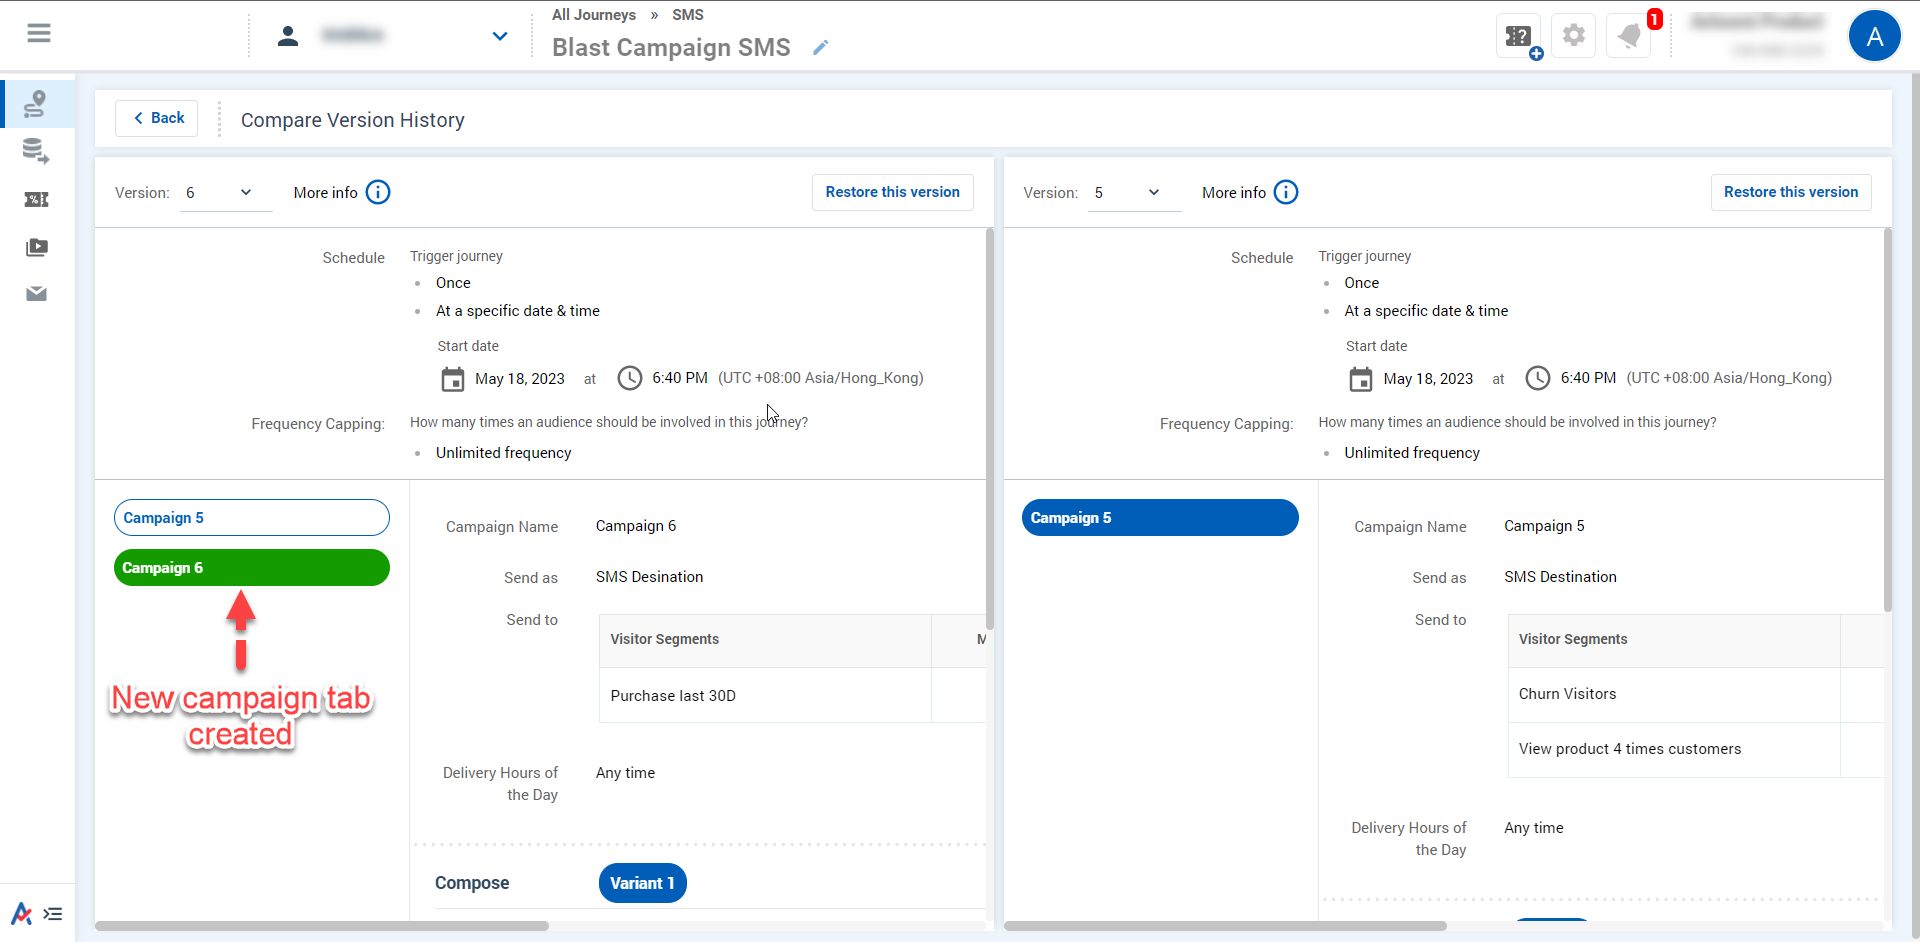 All Journeys » SMS
Blast Campaign SMS
?
1
A
Back
Compare Version History
Version: 6 More info i Restore this version
Schedule Trigger journey
Once
At a specific date & time
Start date
May 18, 2023 at 6:40 PM (UTC +08:00 Asia/Hong_Kong)
Frequency Capping: How many times an audience should be involved in this journey?
Unlimited frequency
Campaign 5
Campaign 6
New campaign tab
created
Campaign Name Campaign 6
Send as SMS Desination
Send to
Visitor Segments M
Purchase last 30D
Delivery Hours of Any time
the Day
Compose Variant 1
Version: 5 More info i Restore this version
Schedule Trigger journey
Once
At a specific date & time
Start date
May 18, 2023 at 6:40 PM (UTC +08:00 Asia/Hong_Kong)
Frequency Capping: How many times an audience should be involved in this journey?
Unlimited frequency
Campaign 5
Campaign Name Campaign 5
Send as SMS Destination
Send to
Visitor Segments
Churn Visitors
View product 4 times customers
Delivery Hours of Any time
the Day